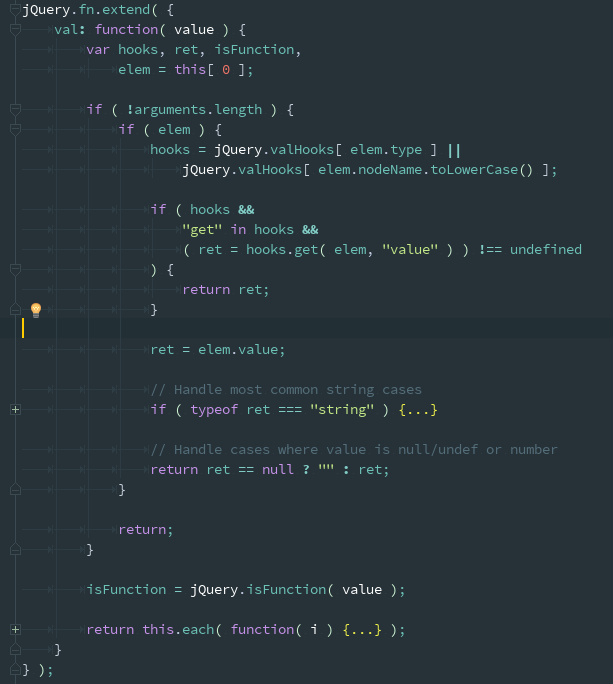 jQuery.fn.extend( {
    val: function( value ) {
        var hooks, ret, isFunction,
            elem = this[ 0 ];
        if ( !arguments.length ) {
            if ( elem ) {
                hooks = jQuery.valHooks[ elem.type ] ||
                    jQuery.valHooks[ elem.nodeName.toLowerCase() ];
                if ( hooks &&
                    "get" in hooks &&
                    ( ret = hooks.get( elem, "value" ) ) !== undefined
                ) {
                    return ret;
                }
                ret = elem.value;
                // Handle most common string cases
                if ( typeof ret === "string" ) {...}
                // Handle cases where value is null/undef or number
                return ret == null ? "" : ret;
            }
            return;
        }
        isFunction = jQuery.isFunction( value );
        return this.each( function( i ) {...} );
    }
} );